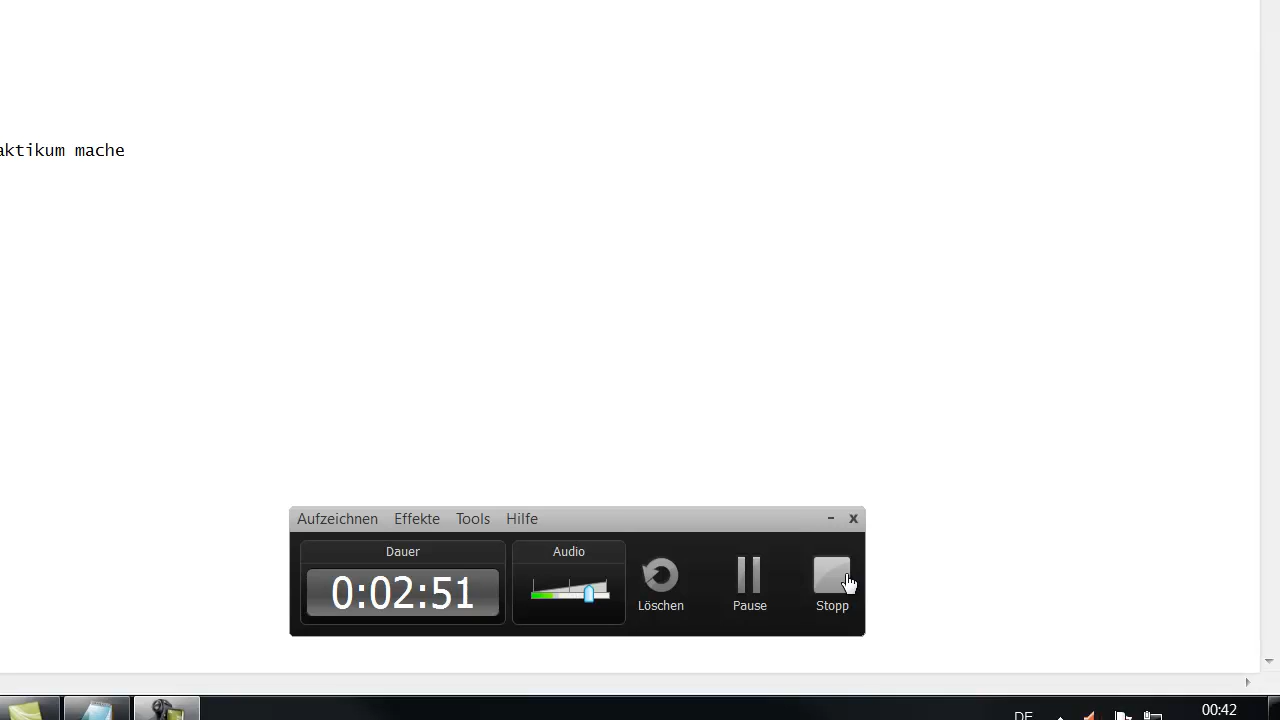 aktikum mache
Aufzeichnen Effekte Tools Hilfe
Dauer Audio
0:02:51
Löschen Pause Stopp
DE 00:42